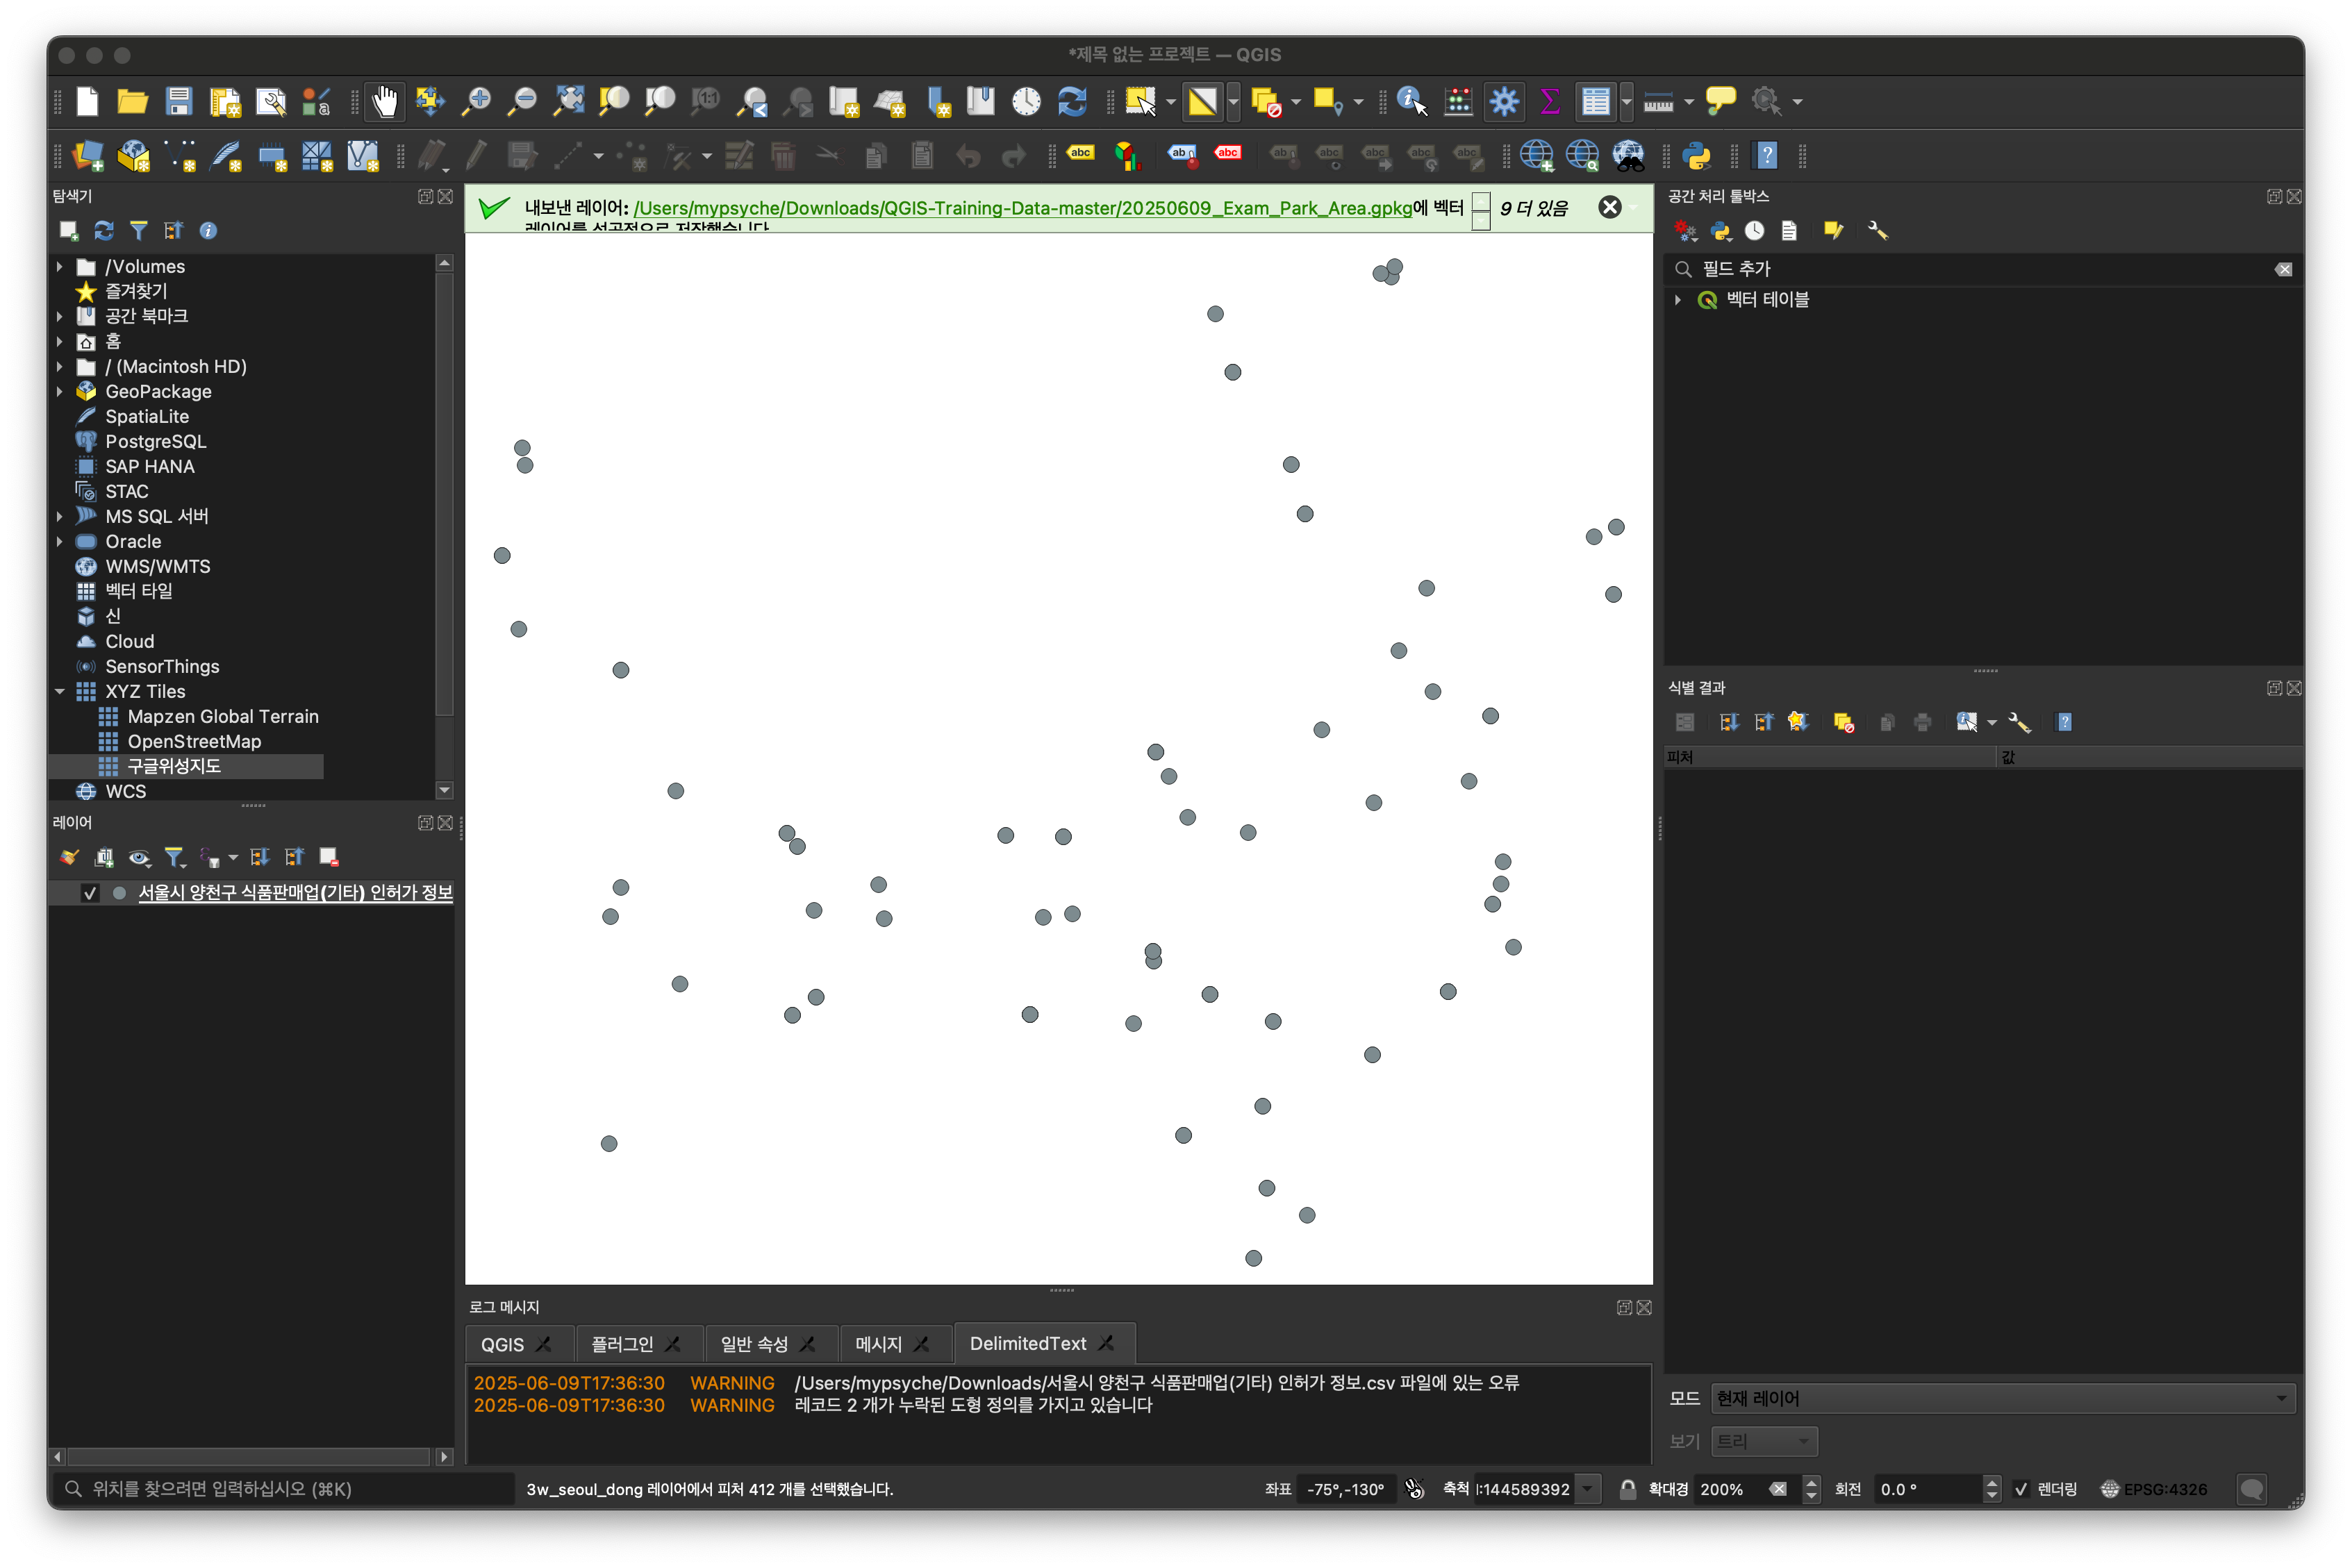 *제목 없는 프로젝트 — QGIS
탐색기
/Volumes
즐겨찾기
공간 북마크
홈
/ (Macintosh HD)
GeoPackage
SpatiaLite
PostgreSQL
SAP HANA
STAC
MS SQL 서버
Oracle
WMS/WMTS
벡터 타일
신
Cloud
SensorThings
XYZ Tiles
Mapzen Global Terrain
OpenStreetMap
구글위성지도
WCS
레이어
서울시 양천구 식품판매업(기타) 인허가 정보
내보낸 레이어: /Users/mypsyche/Downloads/QGIS-Training-Data-master/20250609_Exam_Park_Area.gpkg에 벡터
레이어를 성공적으로 저장했습니다
9 더 있음
로그 메시지
QGIS 플러그인 일반 속성 메시지 DelimitedText
2025-06-09T17:36:30 WARNING /Users/mypsyche/Downloads/서울시 양천구 식품판매업(기타) 인허가 정보.csv 파일에 있는 오류
2025-06-09T17:36:30 WARNING 레코드 2 개가 누락된 도형 정의를 가지고 있습니다
공간 처리 툴박스
필드 추가
벡터 테이블
식별 결과
피처 값
모드 현재 레이어
보기 트리
위치를 찾으려면 입력하십시오 (⌘K)
3w_seoul_dong 레이어에서 피처 412 개를 선택했습니다.
좌표 -75°,-130° 축척 l:144589392 확대경 200% 회전 0.0 ° 렌더링 EPSG:4326